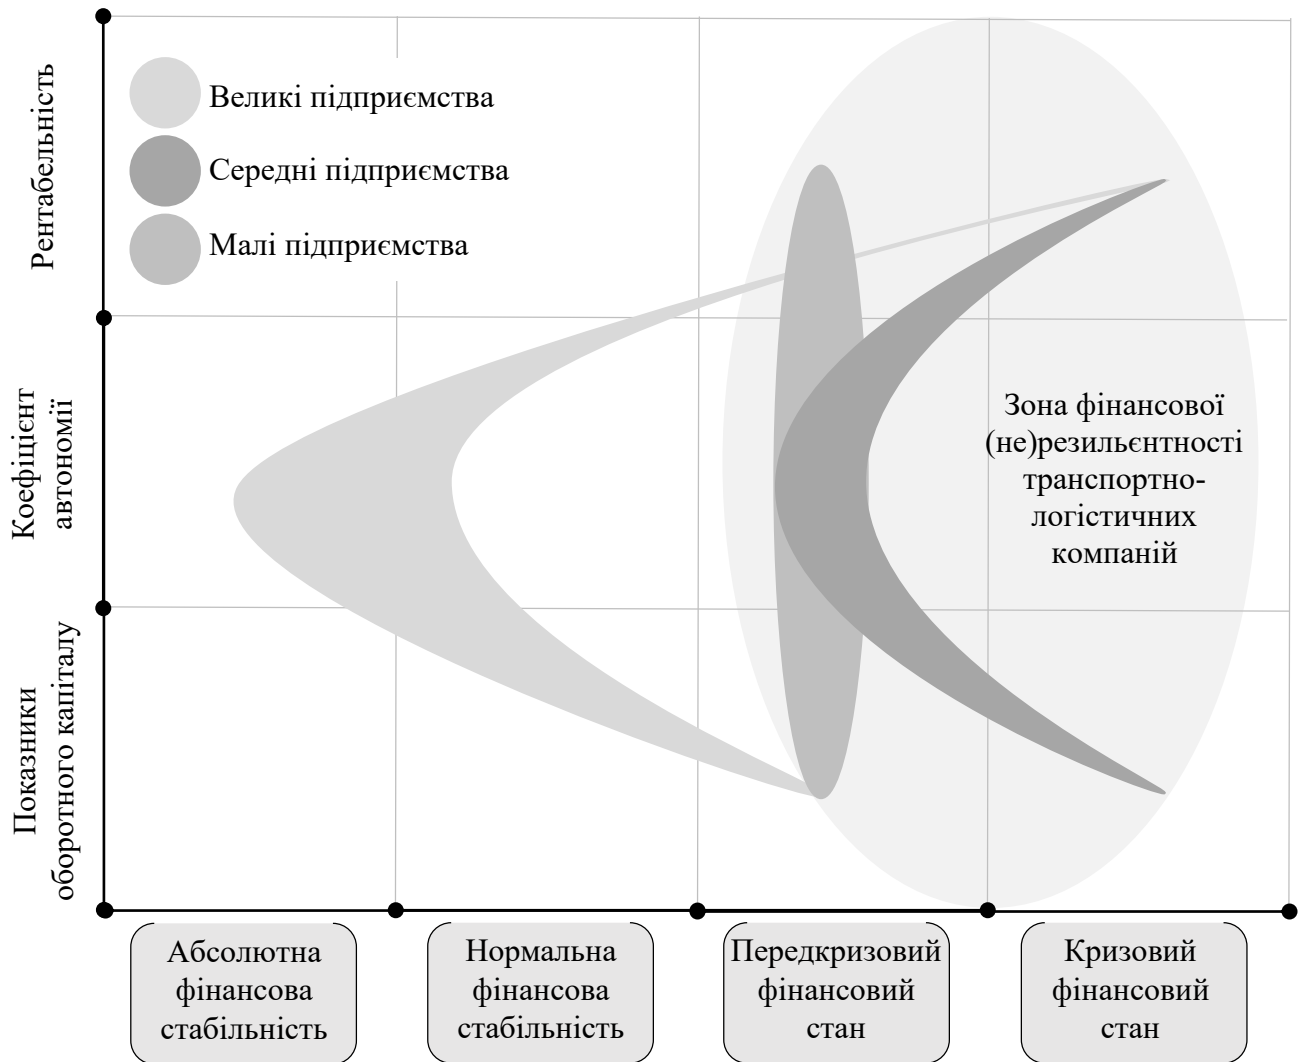 Рентабельність
Коефіцієнт
автономії
Показники
оборотного капіталу
Великі підприємства
Середні підприємства
Малі підприємства
Зона фінансової
(не)резильєнтності
транспортно-
логістичних
компаній
Абсолютна
фінансова
стабільність
Нормальна
фінансова
стабільність
Передкризовий
фінансовий
стан
Кризовий
фінансовий
стан